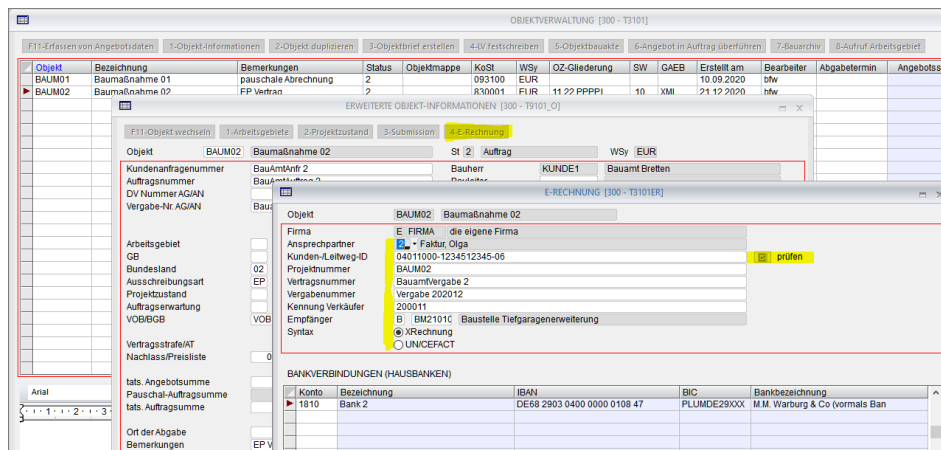 OBJEKTVERWALTUNG [300 - T3101]
F11-Erfassen von Angebotsdaten 1-Objekt-Informationen 2-Objekt duplizieren 3-Objektbrief erstellen 4-LV festschreiben 5-Objektbauakte 6-Angebot in Auftrag überführen 7-Bauarchiv 8-Aufruf Arbeitsgebiet
Objekt Bezeichnung Bemerkungen Status Objektmappe KoSt WSy OZ-Gliederung SW GAEB Erstellt am Bearbeiter Abgabetermin Angebotss
BAUM01 Baumaßnahme 01 pauschale Abrechnung 2 093100 EUR 10.09.2020 bfw
BAUM02 Baumaßnahme 02 EP Vertrag 2 830001 EUR 11.22.PPPPI 10 XML 21.12.2020 bfw
ERWEITERTE OBJEKT-INFORMATIONEN [300 - T9101_O]
F11-Objekt wechseln 1-Arbeitsgebiete 2-Projektzustand 3-Submission 4-E-Rechnung
Objekt BAUM02 Baumaßnahme 02 St 2 Auftrag WSy EUR
Kundenanfragenummer BauAmtAnfr 2 Bauherr KUNDE1 Bauamt Bretten
Auftragsnummer BauAmtAuftrag 2 Bauleiter
DV Nummer AG/AN
Vergabe-Nr. AG/AN Baua
Arbeitsgebiet
GB
Bundesland 02
Ausschreibungsart EP
Projektzustand
Auftragserwartung
VOB/BGB VOB
Vertragsstrafe/AT
Nachlass/Preisliste 0
tats. Angebotsumme
Pauschal-Auftragsumme
tats. Auftragsumme
Ort der Abgabe
Bemerkungen EP V
E-RECHNUNG [300 - T3101ER]
Objekt BAUM02 Baumaßnahme 02
Firma E FIRMA die eigene Firma
Ansprechpartner 2 Faktur, Olga
Kunden-/Leitweg-ID 04011000-1234512345-06 prüfen
Projektnummer BAUM02
Vertragsnummer BauamtVergabe 2
Vergabenummer Vergabe 202012
Kennung Verkäufer 200011
Empfänger B BM2101 Baustelle Tiefgaragenerweiterung
Syntax XRechnung
UN/CEFACT
BANKVERBINDUNGEN (HAUSBANKEN)
Konto Bezeichnung IBAN BIC Bankbezeichnung
1810 Bank 2 DE68 2903 0400 0000 0108 47 PLUMDE29XXX M.M. Warburg & Co (vormals Ban
Arial
1 2 3